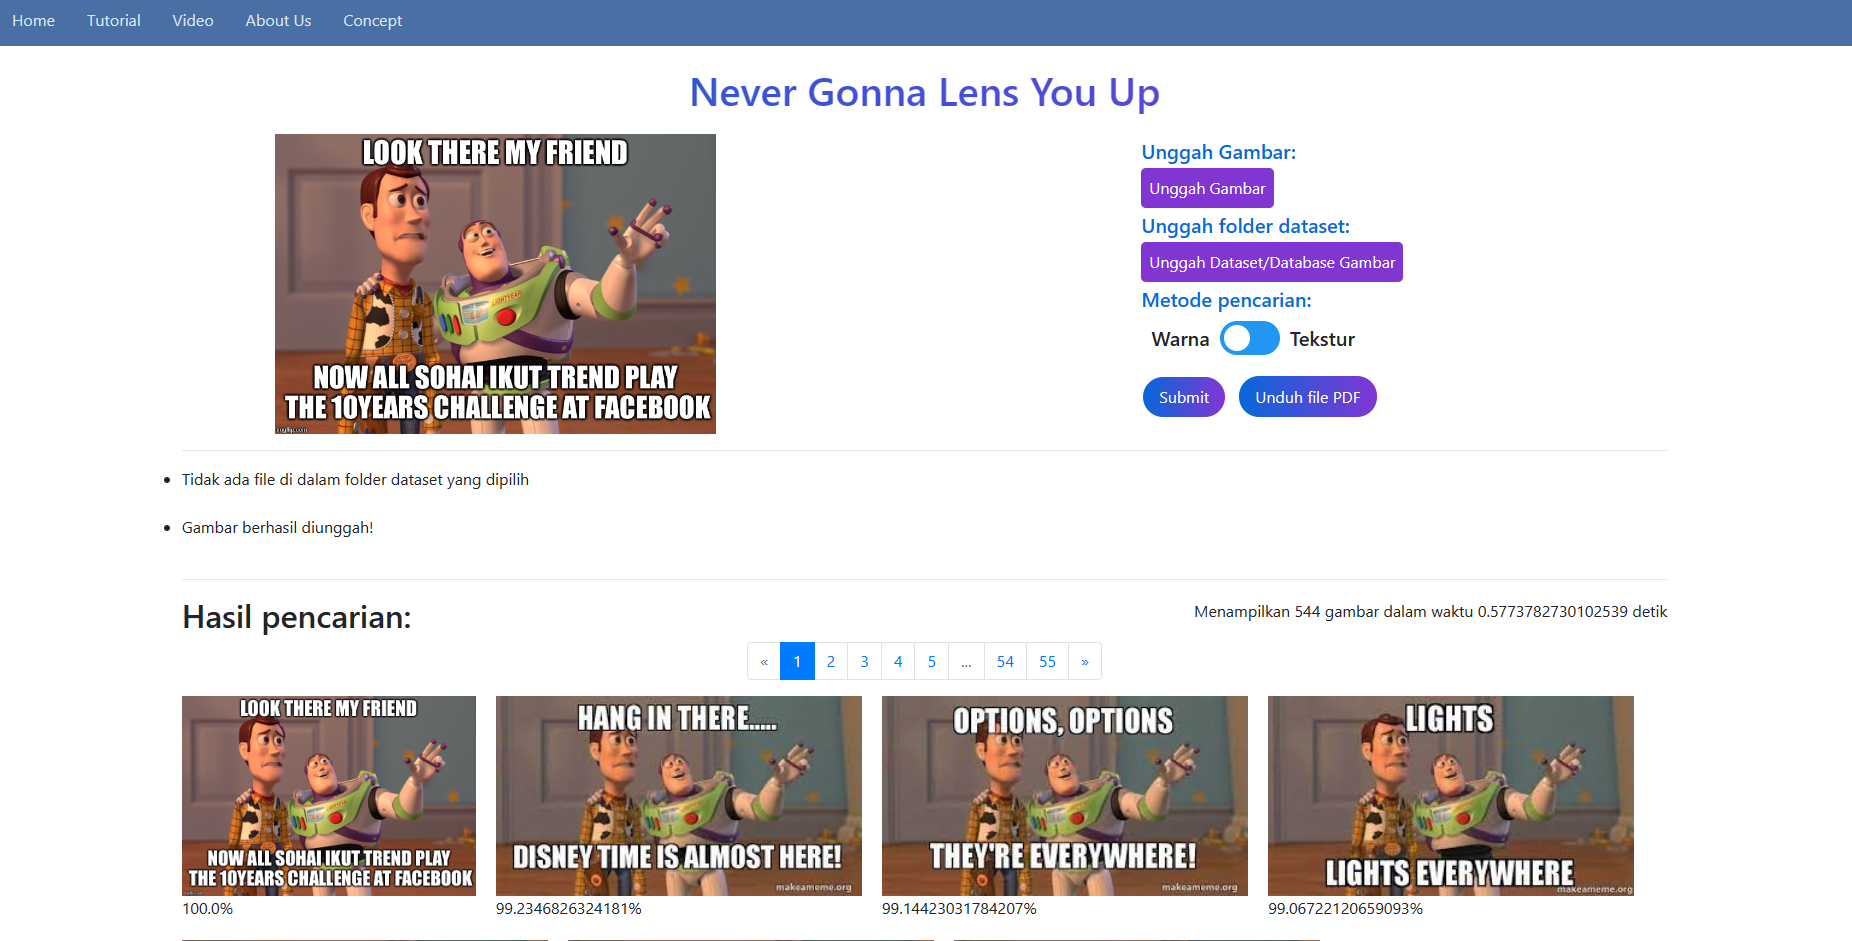 Home Tutorial Video About Us Concept
Never Gonna Lens You Up
LOOK THERE MY FRIEND
LIGHTYEAR
NOW ALL SOHAI IKUT TREND PLAY
THE 10YEARS CHALLENGE AT FACEBOOK
imgflip.com
Unggah Gambar:
Unggah Gambar
Unggah folder dataset:
Unggah Dataset/Database Gambar
Metode pencarian:
Warna Tekstur
Submit Unduh file PDF
Tidak ada file di dalam folder dataset yang dipilih
Gambar berhasil diunggah!
Hasil pencarian:
Menampilkan 544 gambar dalam waktu 0.5773782730102539 detik
« 1 2 3 4 5 ... 54 55 »
LOOK THERE MY FRIEND
NOW ALL SOHAI IKUT TREND PLAY
THE 10YEARS CHALLENGE AT FACEBOOK
100.0%
HANG IN THERE.....
DISNEY TIME IS ALMOST HERE!
makeameme.org
99.2346826324181%
OPTIONS, OPTIONS
THEY'RE EVERYWHERE!
makeameme.org
99.14423031784207%
LIGHTS
LIGHTS EVERYWHERE
makeameme.org
99.06722120659093%